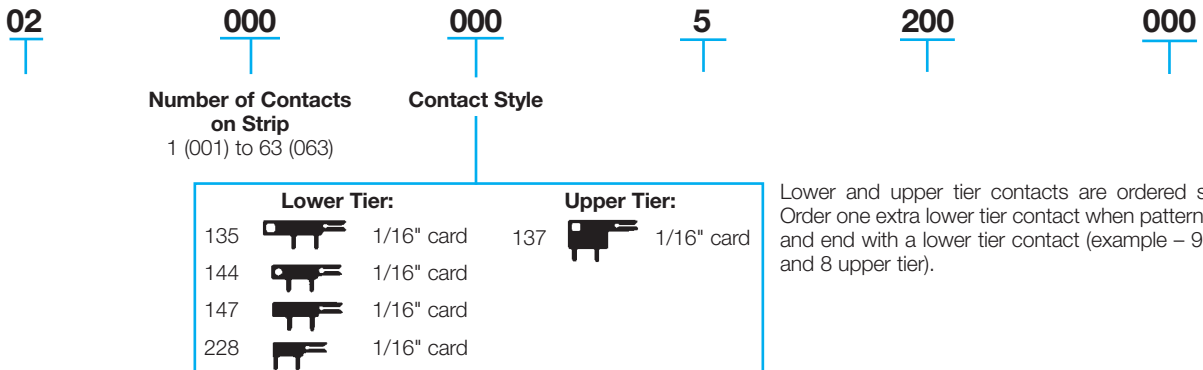 02 000 000 5 200 000
Number of Contacts
on Strip
1 (001) to 63 (063)
Contact Style
Lower Tier:
135 1/16" card
144 1/16" card
147 1/16" card
228 1/16" card
Upper Tier:
137 1/16" card
Lower and upper tier contacts are ordered
Order one extra lower tier contact when pattern
and end with a lower tier contact (example – 9
and 8 upper tier).